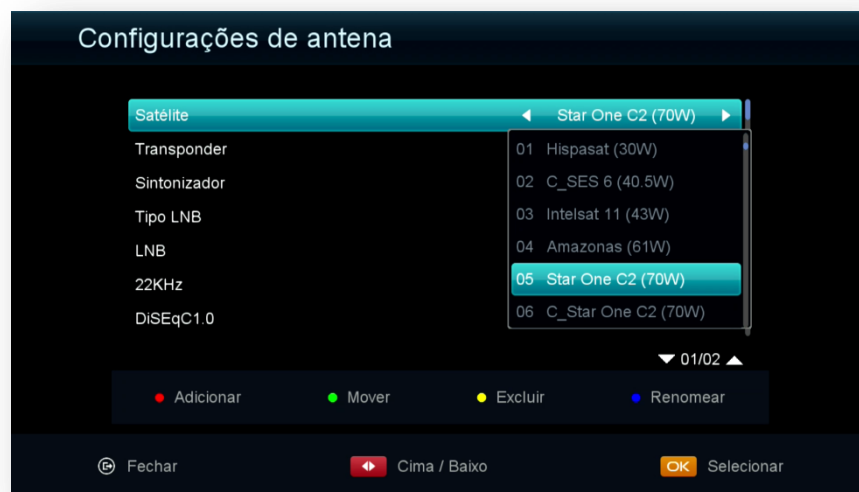 Configurações de antena
Satélite Star One C2 (70W)
Transponder
01 Hispasat (30W)
Sintonizador
02 C_SES 6 (40.5W)
Tipo LNB
03 Intelsat 11 (43W)
LNB
04 Amazonas (61W)
22KHz
05 Star One C2 (70W)
DiSEqC1.0
06 C_Star One C2 (70W)
01/02
Adicionar Mover Excluir Renomear
Fechar Cima / Baixo OK Selecionar